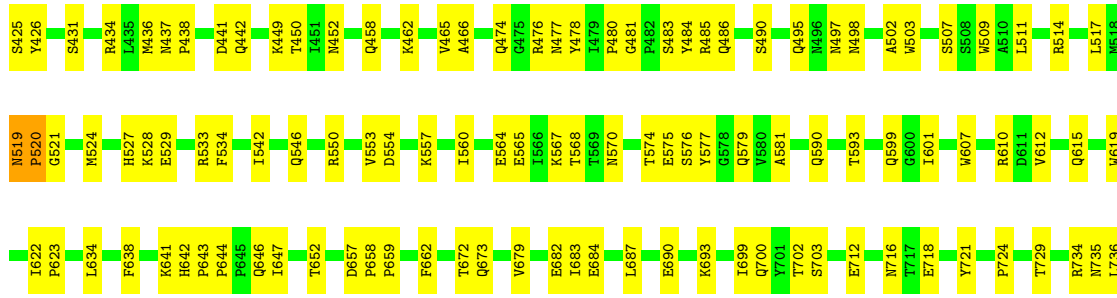 S425 Y426 S431 R434 L435 M436 N437 P438 D441 Q442 K449 T450 I451 N452 Q458 K462 V465 A466 Q474 G475 R476 N477 Y478 I479 P480 G481 P482 S483 Y484 R485 Q486 S490 Q495 N496 N497 N498 A502 W503 S507 S508 W509 A510 L511 R514 L517 M518
N519 P520 G521 M524 H527 K528 E529 R533 F534 I542 Q546 R550 V553 D554 K557 I560 E564 E565 I566 K567 T568 T569 N570 T574 E575 S576 Y577 G578 Q579 V580 A581 Q590 T593 Q599 G600 I601 W607 R610 D611 V612 Q615 W619
I622 P623 L634 F638 K641 H642 P643 P644 P645 Q646 I647 T652 D657 P658 P659 F662 T672 Q673 V679 E682 I683 E684 L687 E690 K693 I699 Q700 Y701 T702 S703 E712 N716 T717 E718 Y721 P724 T729 R734 N735 L736